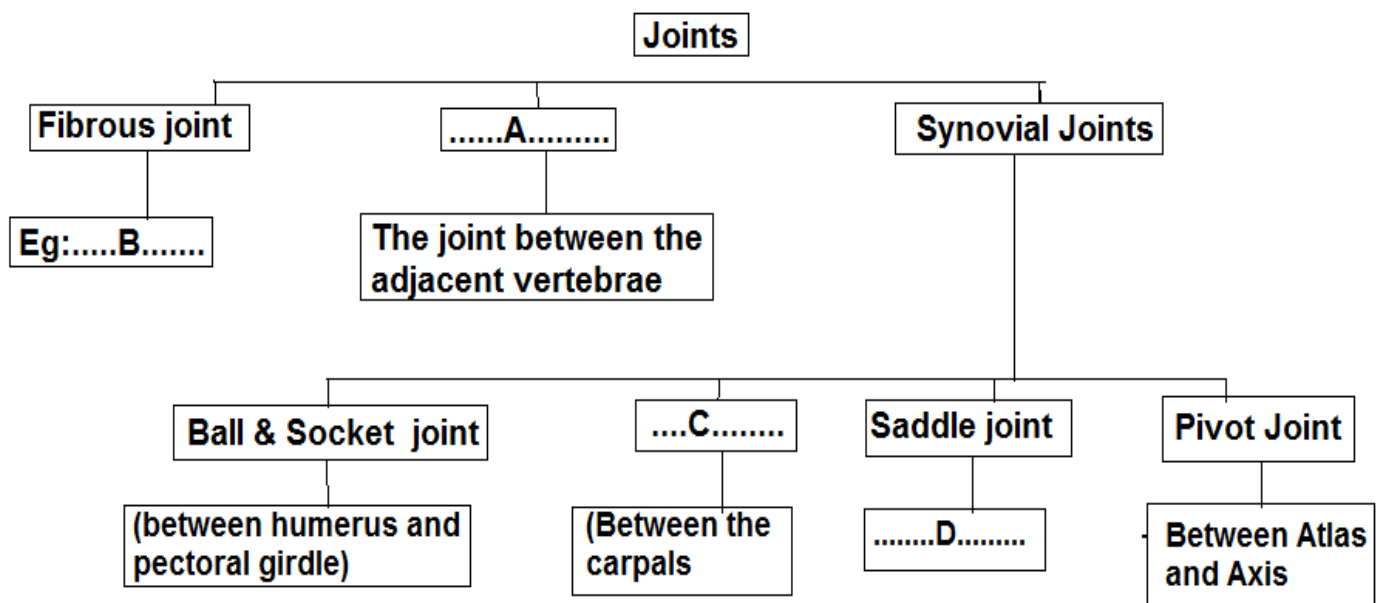 Joints
Fibrous joint
......A.........
Synovial Joints
Eg:.....B.......
The joint between the
adjacent vertebrae
Ball & Socket joint
....C........
Saddle joint
Pivot Joint
(between humerus and
pectoral girdle)
(Between the
carpals
........D.........
Between Atlas
and Axis